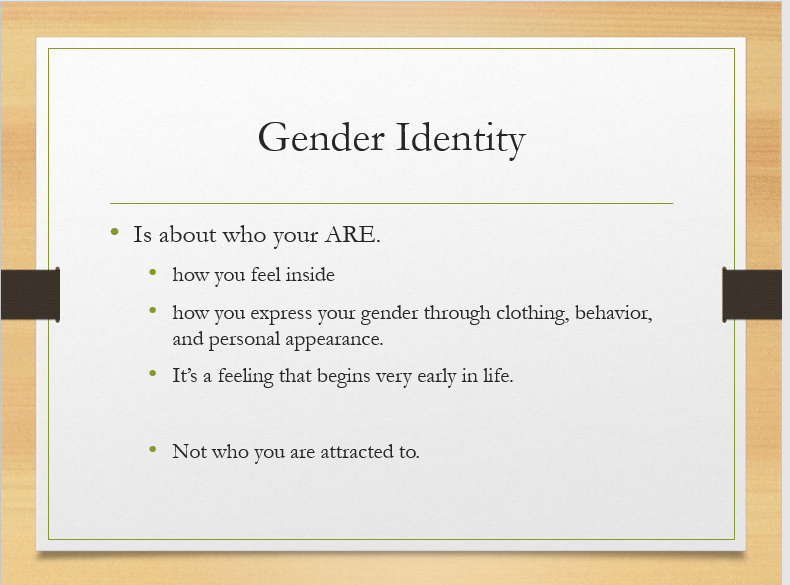 Gender Identity
Is about who your ARE.
how you feel inside
how you express your gender through clothing, behavior,
and personal appearance.
It’s a feeling that begins very early in life.
Not who you are attracted to.